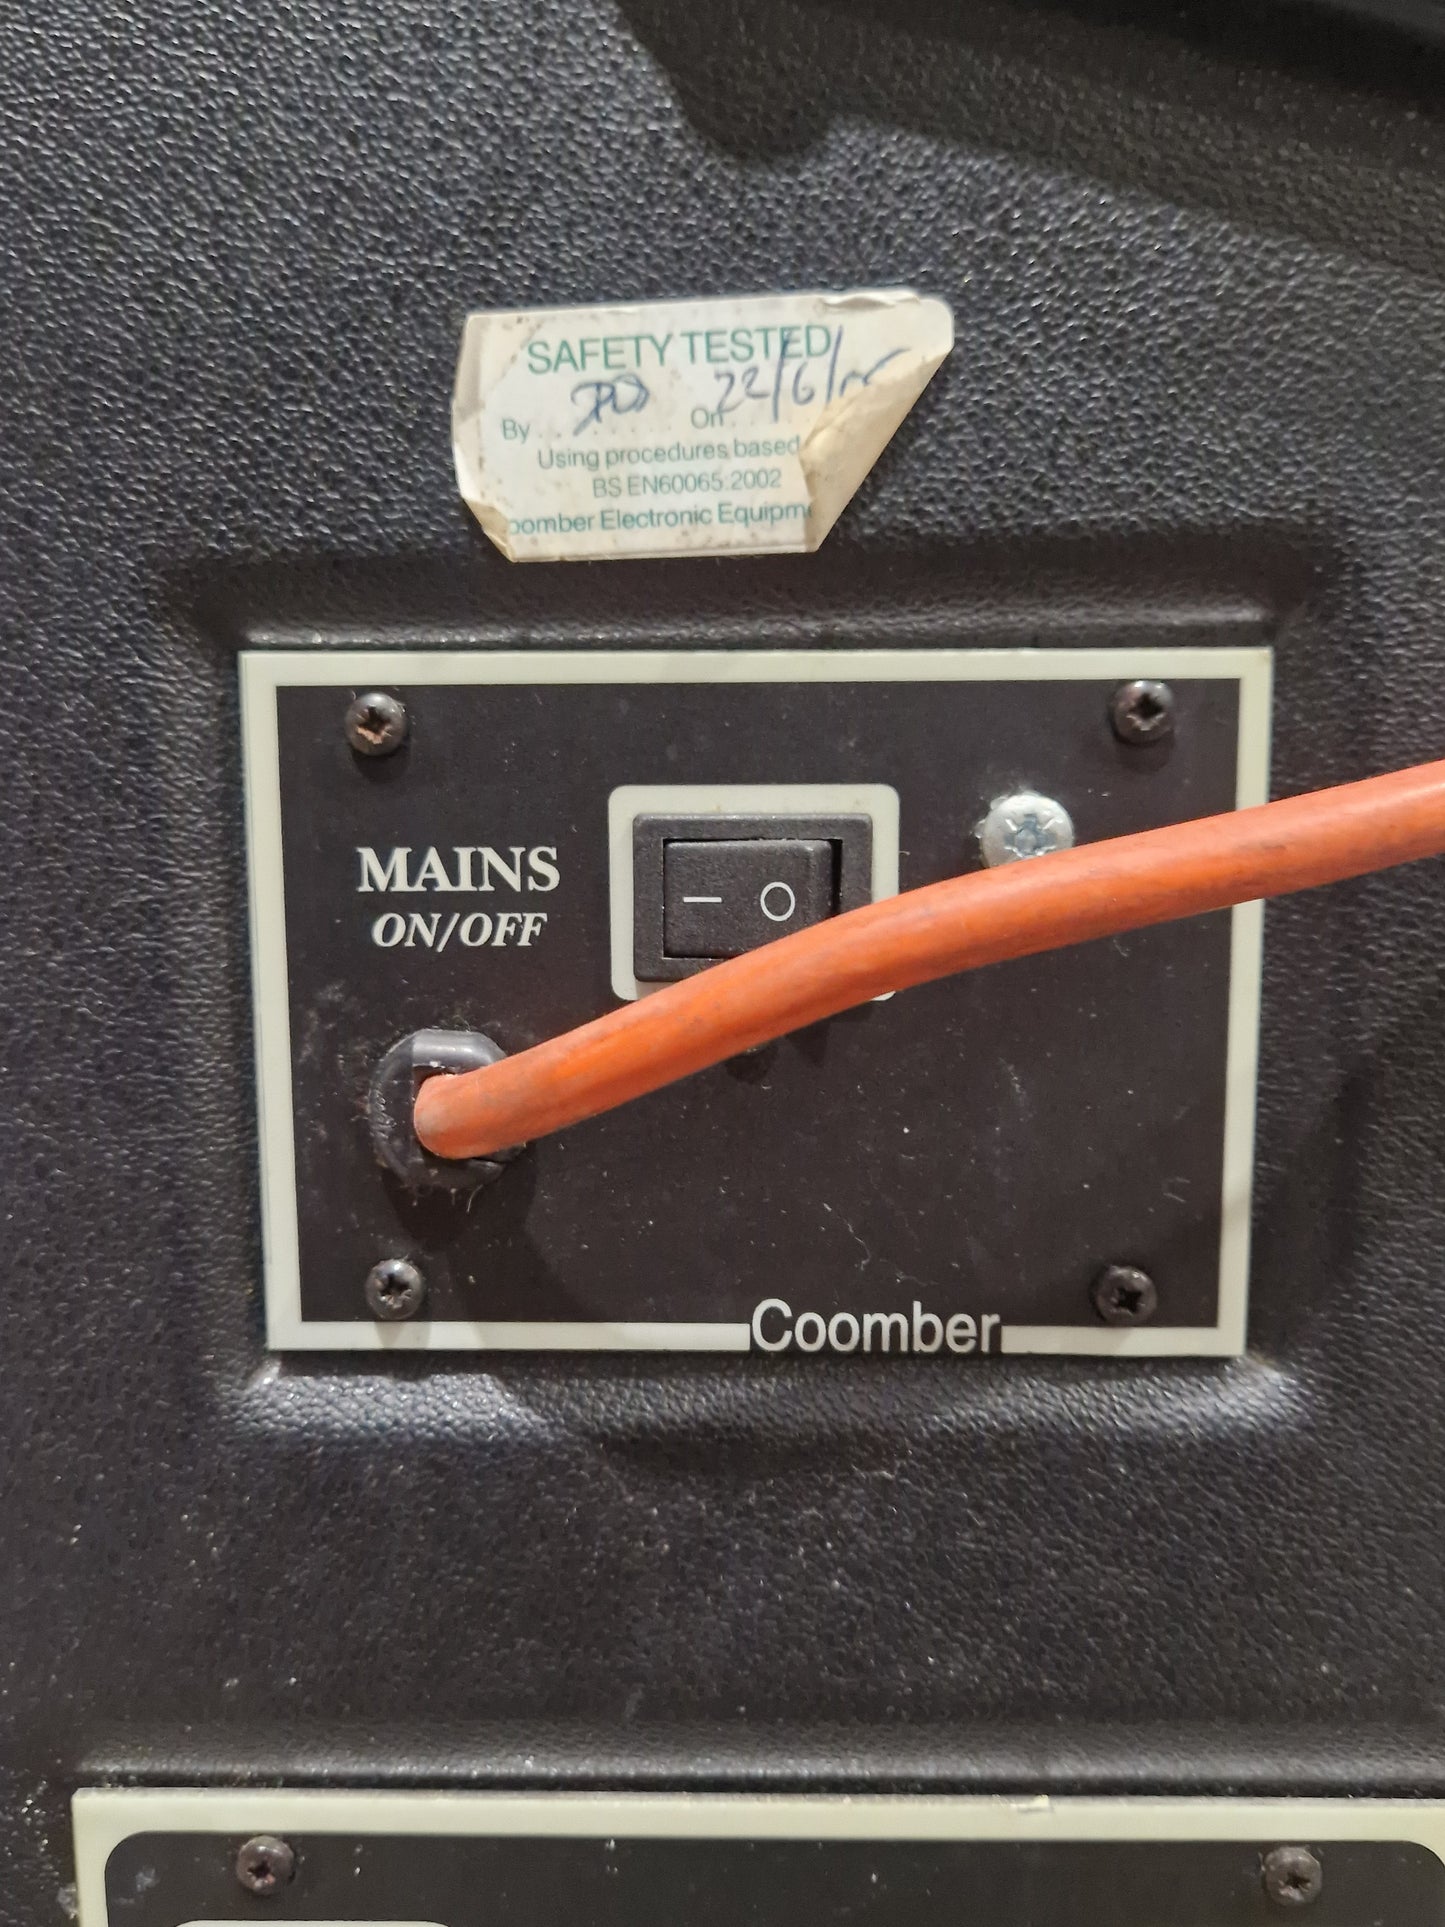 SAFETY TESTED
By On 22/6/
Using procedures based
BS EN60065:2002
oomber Electronic Equipm
MAINS
ON/OFF
— O
Coomber